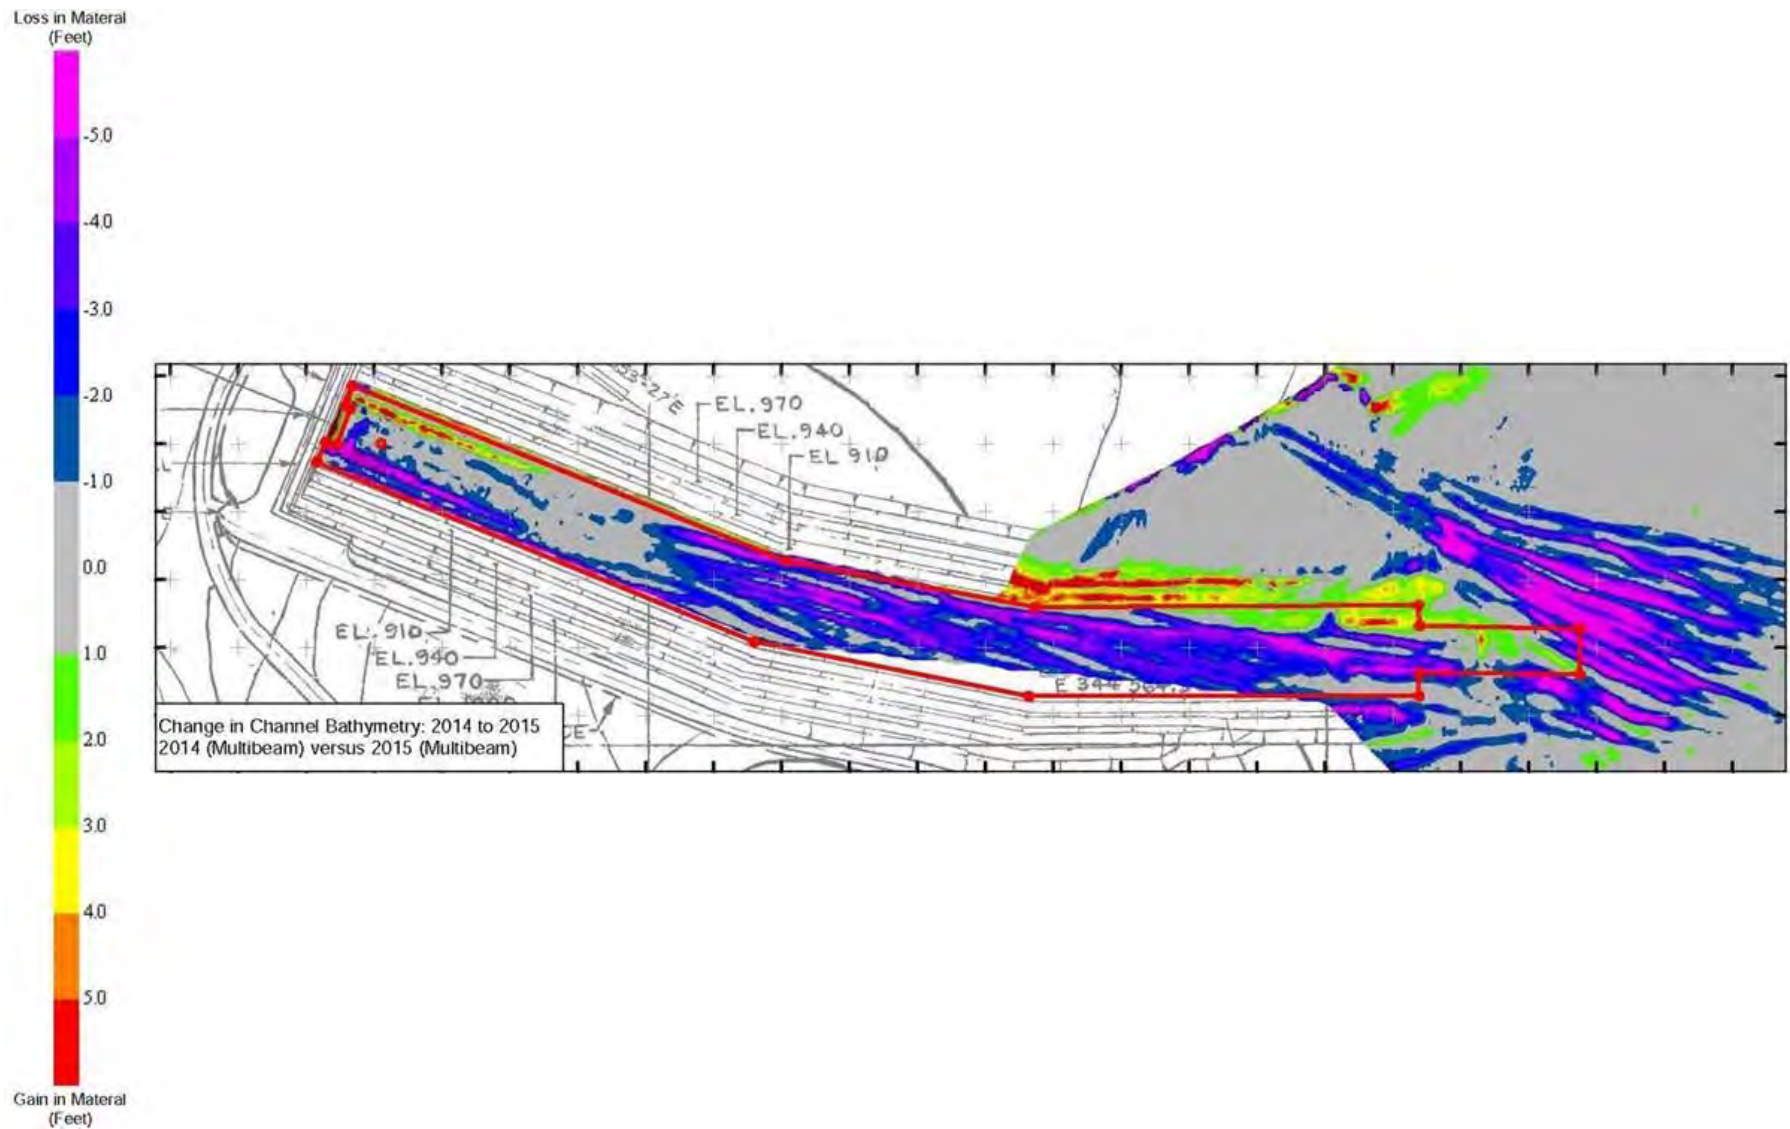 Loss in Materal
(Feet)
-5.0
-4.0
-3.0
-2.0
-1.0
0.0
1.0
2.0
3.0
4.0
5.0
Gain in Materal
(Feet)
EL.970
EL.940
EL 910
EL.910
EL.940
EL.970
E 344
Change in Channel Bathymetry: 2014 to 2015
2014 (Multibeam) versus 2015 (Multibeam)